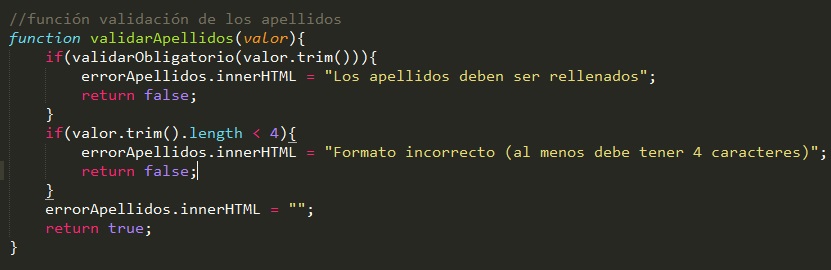 //función validación de los apellidos
function validarApellidos(valor){
    if(validarObligatorio(valor.trim())){
        errorApellidos.innerHTML = "Los apellidos deben ser rellenados";
        return false;
    }
    if(valor.trim().length < 4){
        errorApellidos.innerHTML = "Formato incorrecto (al menos debe tener 4 caracteres)";
        return false;
    }
    errorApellidos.innerHTML = "";
    return true;
}